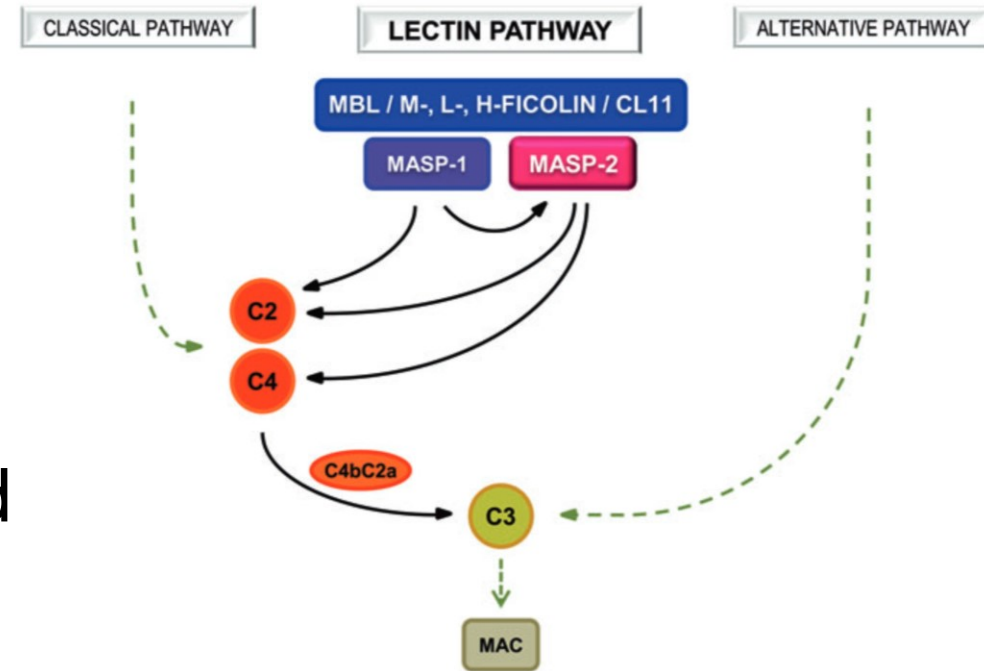 CLASSICAL PATHWAY
LECTIN PATHWAY
ALTERNATIVE PATHWAY
MBL / M-, L-, H-FICOLIN / CL11
MASP-1
MASP-2
C2
C4
C4bC2a
d
C3
MAC